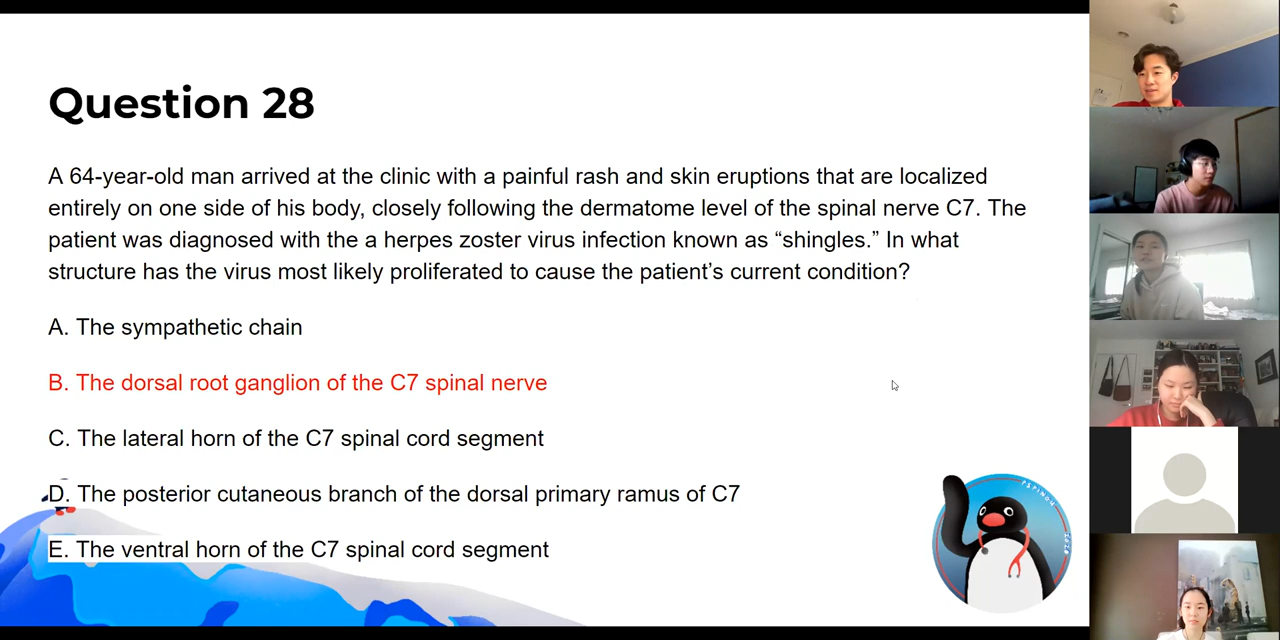 Question 28
A 64-year-old man arrived at the clinic with a painful rash and skin eruptions that are localized
entirely on one side of his body, closely following the dermatome level of the spinal nerve C7. The
patient was diagnosed with the a herpes zoster virus infection known as “shingles.” In what
structure has the virus most likely proliferated to cause the patient’s current condition?
A. The sympathetic chain
B. The dorsal root ganglion of the C7 spinal nerve
C. The lateral horn of the C7 spinal cord segment
D. The posterior cutaneous branch of the dorsal primary ramus of C7
E. The ventral horn of the C7 spinal cord segment